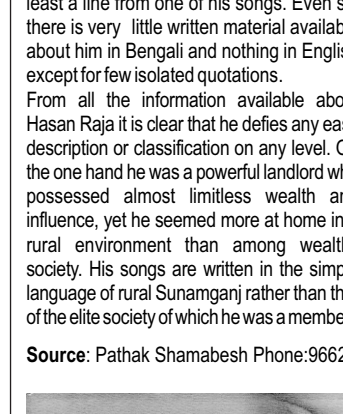 least a line from one of his songs. Even s
there is very little written material availab
about him in Bengali and nothing in Englis
except for few isolated quotations.
From all the information available abo
Hasan Raja it is clear that he defies any eas
description or classification on any level. O
the one hand he was a powerful landlord wh
possessed almost limitless wealth an
influence, yet he seemed more at home in
rural environment than among wealth
society. His songs are written in the simp
language of rural Sunamganj rather than th
of the elite society of which he was a membe
Source: Pathak Shamabesh Phone:9662